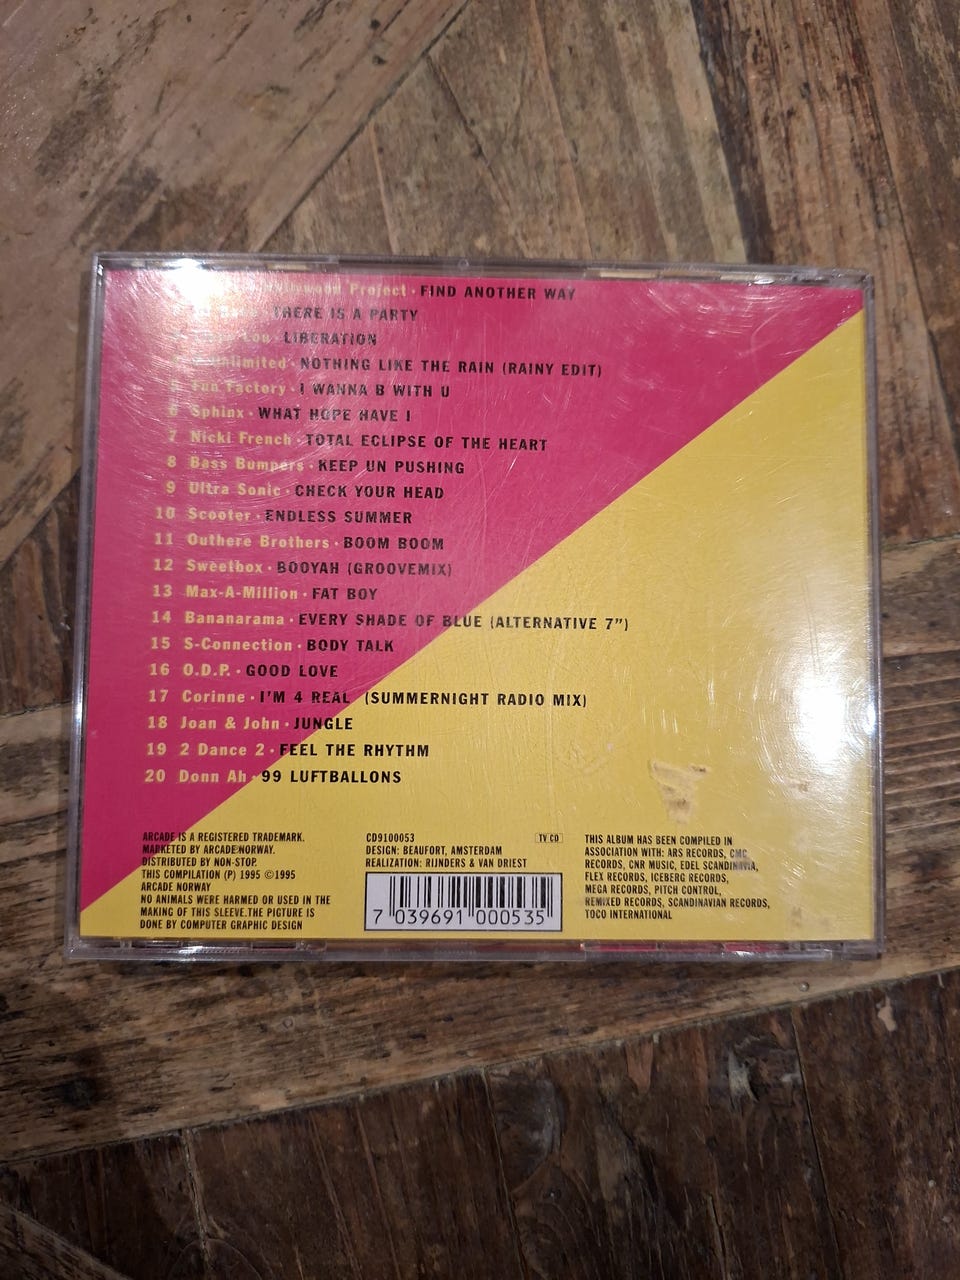 Project · FIND ANOTHER WAY
THERE IS A PARTY
LIBERATION
Unlimited · NOTHING LIKE THE RAIN (RAINY EDIT)
5 Fun Factory · I WANNA B WITH U
6 Sphinx · WHAT HOPE HAVE I
7 Nicki French · TOTAL ECLIPSE OF THE HEART
8 Bass Bumpers · KEEP UN PUSHING
9 Ultra Sonic · CHECK YOUR HEAD
10 Scooter · ENDLESS SUMMER
11 Outhere Brothers · BOOM BOOM
12 Sweetbox · BOOYAH (GROOVEMIX)
13 Max-A-Million · FAT BOY
14 Bananarama · EVERY SHADE OF BLUE (ALTERNATIVE 7")
15 S-Connection · BODY TALK
16 O.D.P. · GOOD LOVE
17 Corinne · I'M 4 REAL (SUMMERNIGHT RADIO MIX)
18 Joan & John · JUNGLE
19 2 Dance 2 · FEEL THE RHYTHM
20 Donn Ah · 99 LUFTBALLONS
ARCADE IS A REGISTERED TRADEMARK.
MARKETED BY ARCADE NORWAY.
DISTRIBUTED BY NON-STOP.
THIS COMPILATION (P) 1995 ©1995
ARCADE NORWAY
NO ANIMALS WERE HARMED OR USED IN THE
MAKING OF THIS SLEEVE.THE PICTURE IS
DONE BY COMPUTER GRAPHIC DESIGN
CD9100053
TV CD
DESIGN: BEAUFORT, AMSTERDAM
REALIZATION: RIJNDERS & VAN DRIEST
7 039691 000535
THIS ALBUM HAS BEEN COMPILED IN
ASSOCIATION WITH: ARS RECORDS, CMC
RECORDS, CNR MUSIC, EDEL SCANDINAVIA,
FLEX RECORDS, ICEBERG RECORDS,
MEGA RECORDS, PITCH CONTROL,
REMIXED RECORDS, SCANDINAVIAN RECORDS,
TOCO INTERNATIONAL